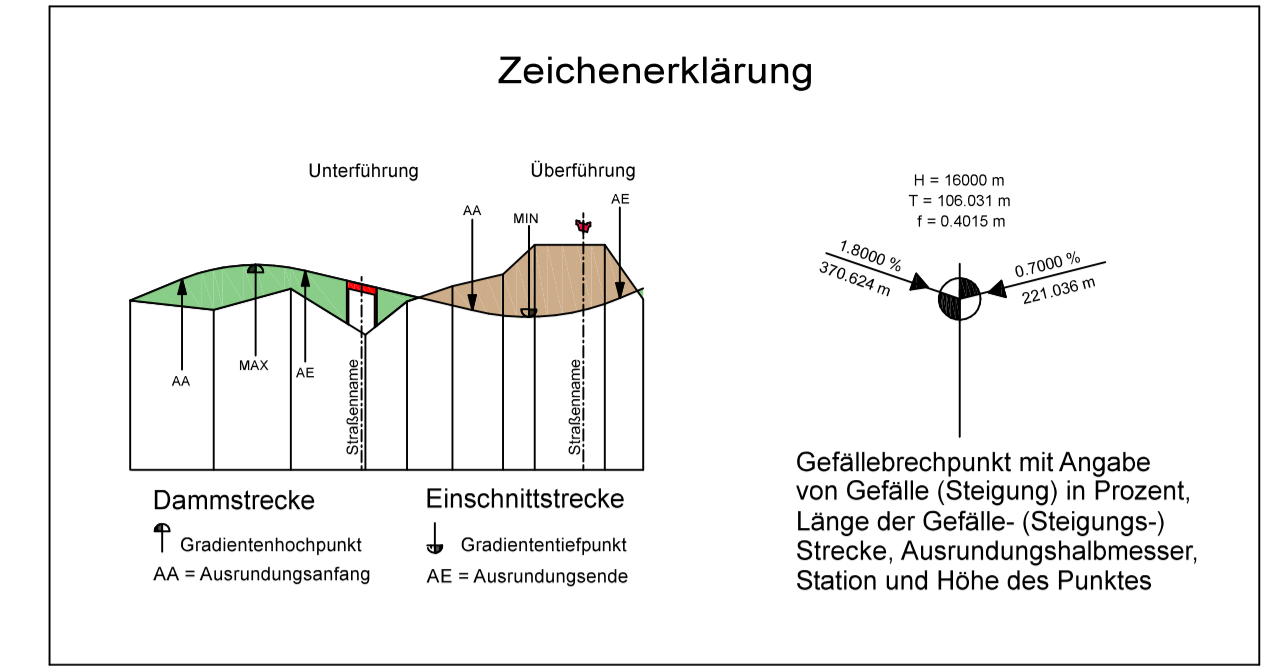 Zeichenerklärung
Unterführung
Überführung
AA
MIN
AE
AA
MAX
AE
Straßenname
Straßenname
Dammstrecke
Einschnittstrecke
Gradientenhochpunkt
Gradiententiefpunkt
AA = Ausrundungsanfang
AE = Ausrundungsende
H = 16000 m
T = 106.031 m
f = 0.4015 m
1.8000 %
370.624 m
0.7000 %
221.036 m
Gefällebrechpunkt mit Angabe
von Gefälle (Steigung) in Prozent,
Länge der Gefälle- (Steigungs-)
Strecke, Ausrundungshalbmesser,
Station und Höhe des Punktes